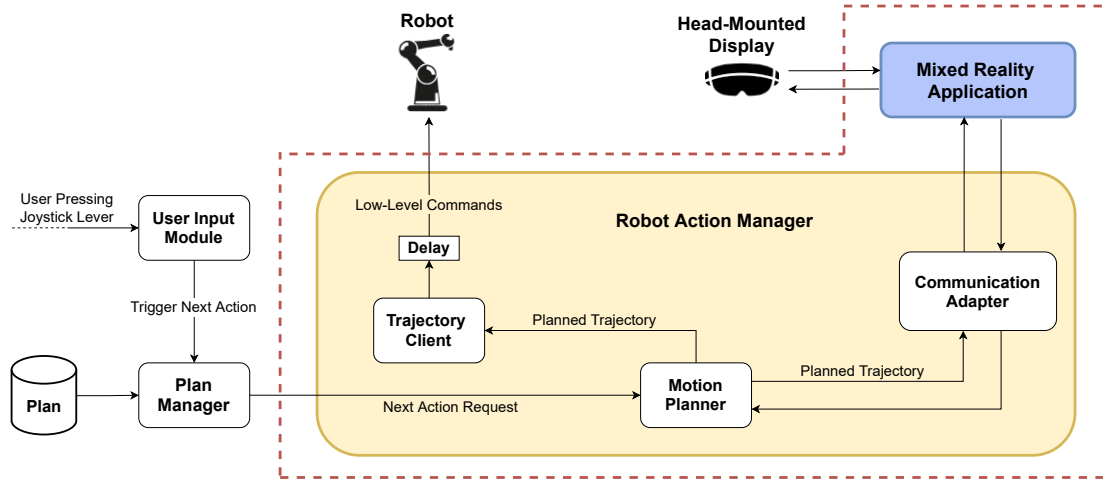 Robot
Head-Mounted
Display
Mixed Reality
Application
User Pressing
Joystick Lever
User Input
Module
Low-Level Commands
Robot Action Manager
Delay
Communication
Adapter
Trigger Next Action
Trajectory
Client
Planned Trajectory
Plan
Plan
Manager
Next Action Request
Motion
Planner
Planned Trajectory